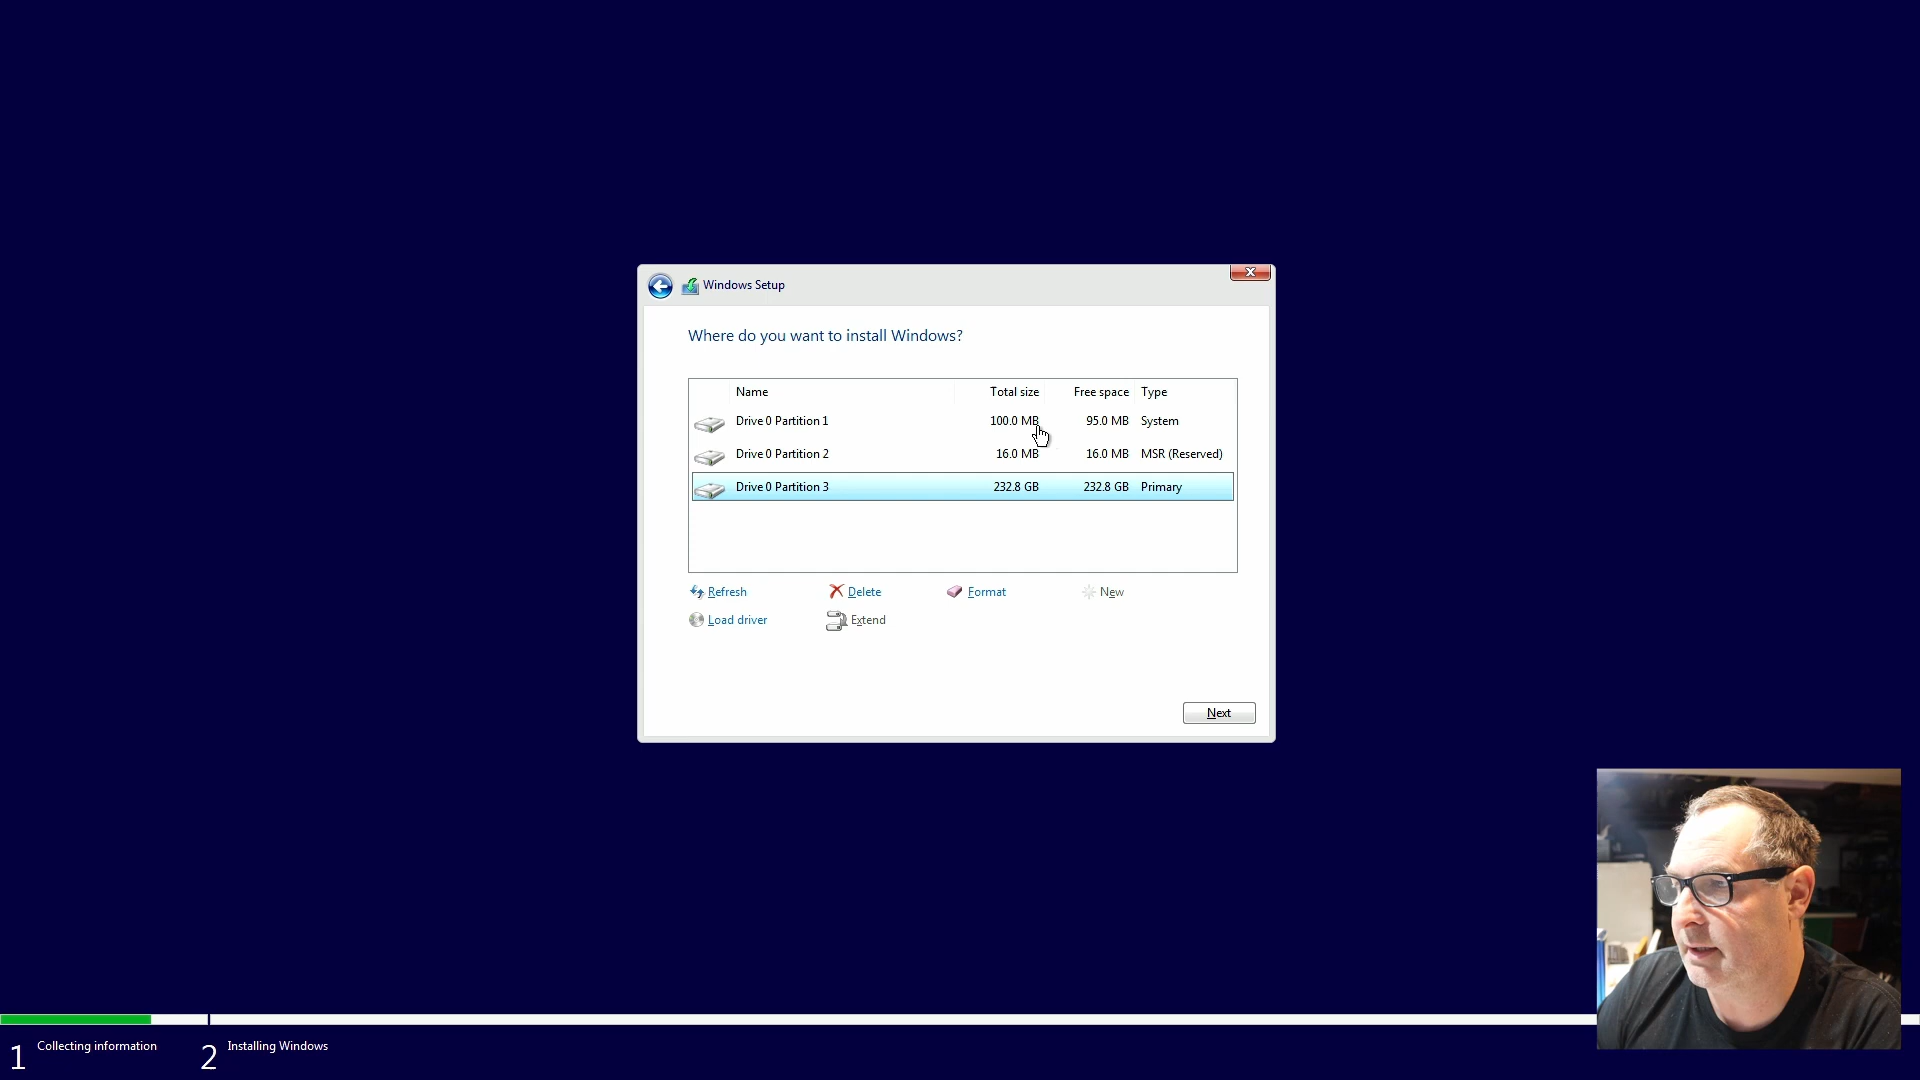 Windows Setup
Where do you want to install Windows?
Name Total size Free space Type
Drive 0 Partition 1 100.0 MB 95.0 MB System
Drive 0 Partition 2 16.0 MB 16.0 MB MSR (Reserved)
Drive 0 Partition 3 232.8 GB 232.8 GB Primary
Refresh Delete Format New
Load driver Extend
Next
1 Collecting information 2 Installing Windows